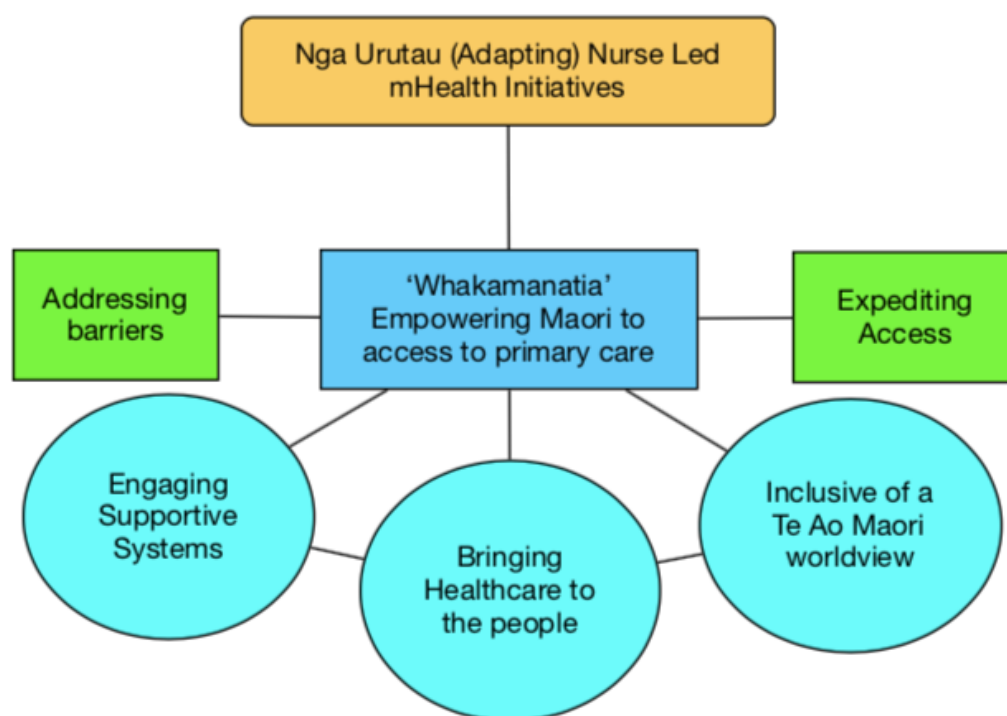 Nga Urutau (Adapting) Nurse Led
mHealth Initiatives
Addressing
barriers
‘Whakamanatia’
Empowering Maori to
access to primary care
Expediting
Access
Engaging
Supportive
Systems
Bringing
Healthcare to
the people
Inclusive of a
Te Ao Maori
worldview